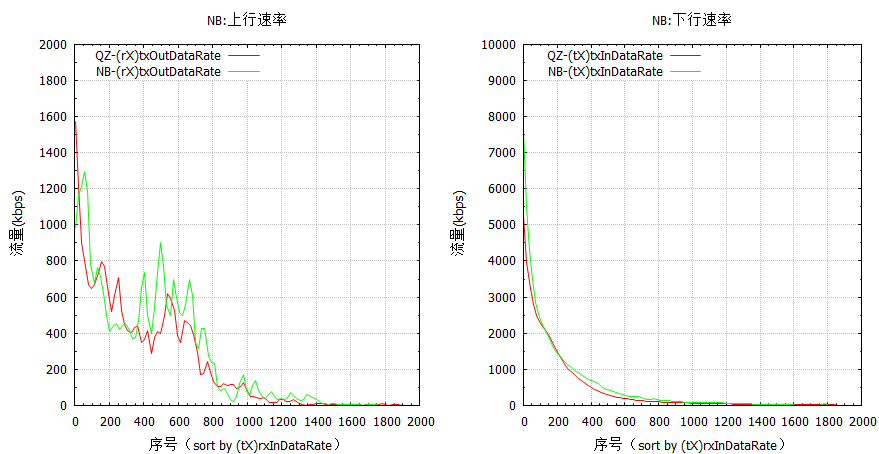 NB:上行速率
QZ-(rX)txOutDataRate
NB-(rX)txOutDataRate
2000
1800
1600
1400
1200
1000
800
600
400
200
0
流量(kbps)
0 200 400 600 800 1000 1200 1400 1600 1800 2000
序号（sort by (tX)rxInDataRate）
NB:下行速率
QZ-(tX)txInDataRate
NB-(tX)txInDataRate
10000
9000
8000
7000
6000
5000
4000
3000
2000
1000
0
流量(kbps)
0 200 400 600 800 1000 1200 1400 1600 1800 2000
序号（sort by (tX)rxInDataRate）